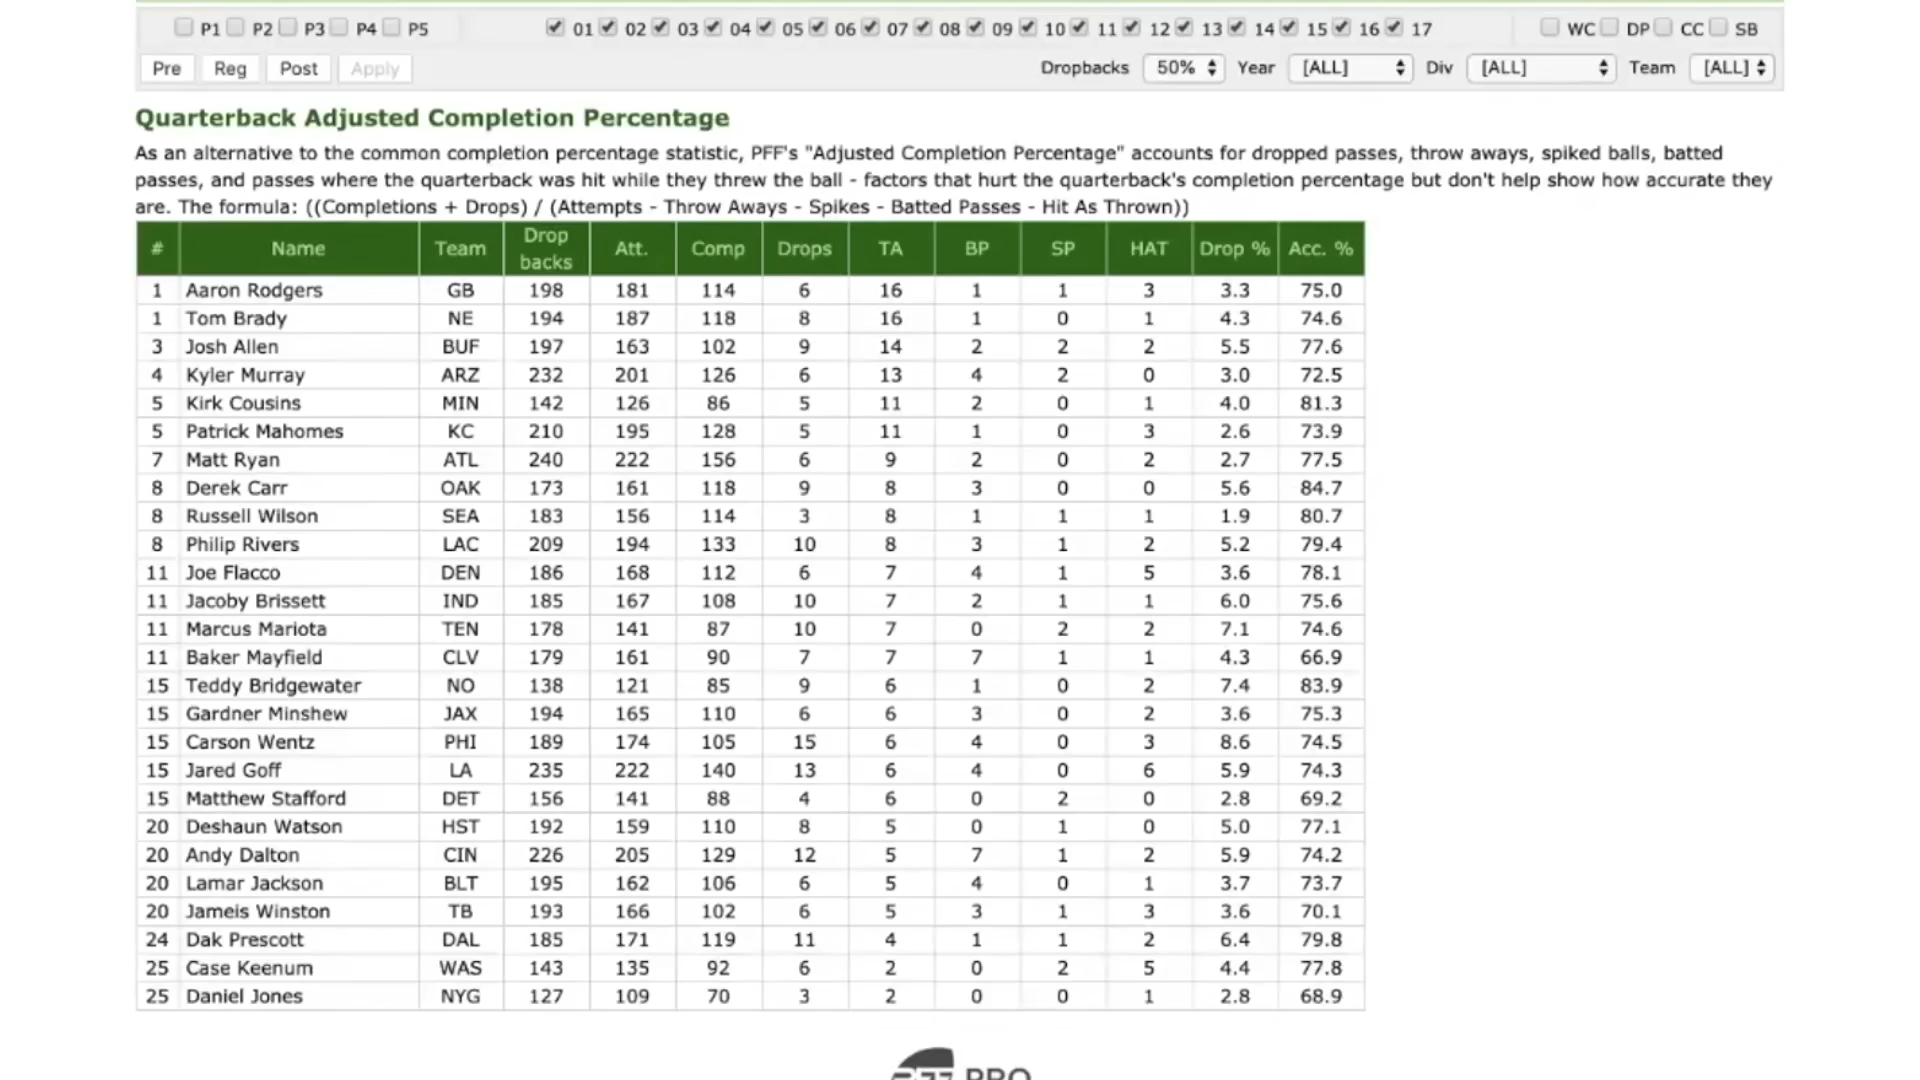 P1 P2 P3 P4 P5 01 02 03 04 05 06 07 08 09 10 11 12 13 14 15 16 17 WC DP CC SB
Pre Reg Post Apply Dropbacks 50% Year [ALL] Div [ALL] Team [ALL]
Quarterback Adjusted Completion Percentage
As an alternative to the common completion percentage statistic, PFF's "Adjusted Completion Percentage" accounts for dropped passes, throw aways, spiked balls, batted
passes, and passes where the quarterback was hit while they threw the ball - factors that hurt the quarterback's completion percentage but don't help show how accurate they
are. The formula: ((Completions + Drops) / (Attempts - Throw Aways - Spikes - Batted Passes - Hit As Thrown))
# Name Team Drop backs Att. Comp Drops TA BP SP HAT Drop % Acc. %
1 Aaron Rodgers GB 198 181 114 6 16 1 1 3 3.3 75.0
1 Tom Brady NE 194 187 118 8 16 1 0 1 4.3 74.6
3 Josh Allen BUF 197 163 102 9 14 2 2 2 5.5 77.6
4 Kyler Murray ARZ 232 201 126 6 13 4 2 0 3.0 72.5
5 Kirk Cousins MIN 142 126 86 5 11 2 0 1 4.0 81.3
5 Patrick Mahomes KC 210 195 128 5 11 1 0 3 2.6 73.9
7 Matt Ryan ATL 240 222 156 6 9 2 0 2 2.7 77.5
8 Derek Carr OAK 173 161 118 9 8 3 0 0 5.6 84.7
8 Russell Wilson SEA 183 156 114 3 8 1 1 1 1.9 80.7
8 Philip Rivers LAC 209 194 133 10 8 3 1 2 5.2 79.4
11 Joe Flacco DEN 186 168 112 6 7 4 1 5 3.6 78.1
11 Jacoby Brissett IND 185 167 108 10 7 2 1 1 6.0 75.6
11 Marcus Mariota TEN 178 141 87 10 7 0 2 2 7.1 74.6
11 Baker Mayfield CLV 179 161 90 7 7 7 1 1 4.3 66.9
15 Teddy Bridgewater NO 138 121 85 9 6 1 0 2 7.4 83.9
15 Gardner Minshew JAX 194 165 110 6 6 3 0 2 3.6 75.3
15 Carson Wentz PHI 189 174 105 15 6 4 0 3 8.6 74.5
15 Jared Goff LA 235 222 140 13 6 4 0 6 5.9 74.3
15 Matthew Stafford DET 156 141 88 4 6 0 2 0 2.8 69.2
20 Deshaun Watson HST 192 159 110 8 5 0 1 0 5.0 77.1
20 Andy Dalton CIN 226 205 129 12 5 7 1 2 5.9 74.2
20 Lamar Jackson BLT 195 162 106 6 5 4 0 1 3.7 73.7
20 Jameis Winston TB 193 166 102 6 5 3 1 3 3.6 70.1
24 Dak Prescott DAL 185 171 119 11 4 1 1 2 6.4 79.8
25 Case Keenum WAS 143 135 92 6 2 0 2 5 4.4 77.8
25 Daniel Jones NYG 127 109 70 3 2 0 0 1 2.8 68.9
PFF PRO